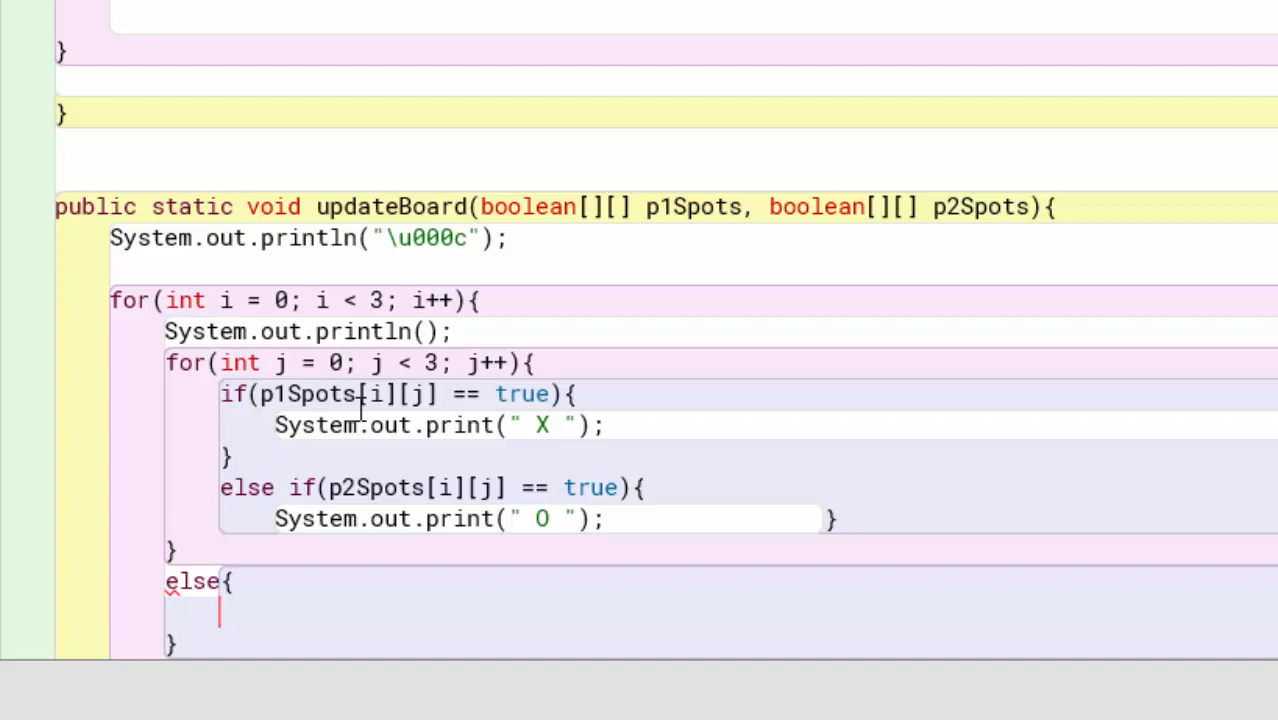 }
}
public static void updateBoard(boolean[][] p1Spots, boolean[][] p2Spots){
System.out.println("\u000c");
for(int i = 0; i < 3; i++){
System.out.println();
for(int j = 0; j < 3; j++){
if(p1Spots[i][j] == true){
System.out.print(" X ");
}
else if(p2Spots[i][j] == true){
System.out.print(" O "); }
}
else{
}